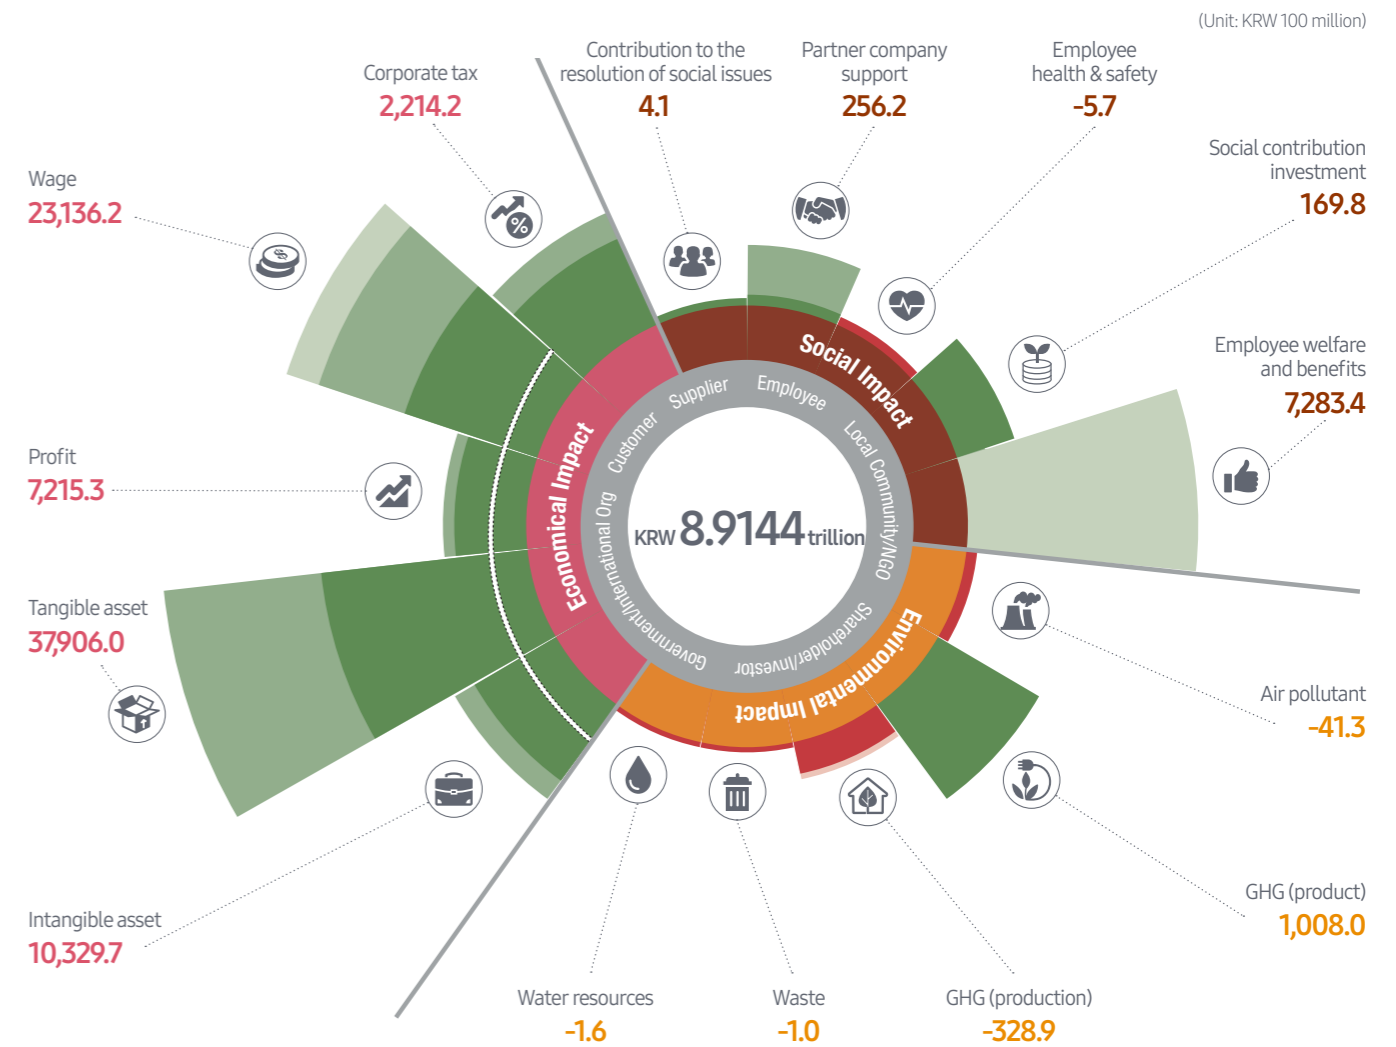 (Unit: KRW 100 million)
Corporate tax
2,214.2
Contribution to the
resolution of social issues
4.1
Partner company
support
256.2
Employee
health & safety
-5.7
Social contribution
investment
169.8
Wage
23,136.2
$
%
Employee welfare
and benefits
7,283.4
Profit
7,215.3
Tangible asset
37,906.0
Intangible asset
10,329.7
Social Impact
Economical Impact
Environmental Impact
Customer
Supplier
Employee
Local Community/NGO
Shareholder/Investor
Government/International Org
KRW 8.9144 trillion
Air pollutant
-41.3
GHG (product)
1,008.0
Water resources
-1.6
Waste
-1.0
GHG (production)
-328.9